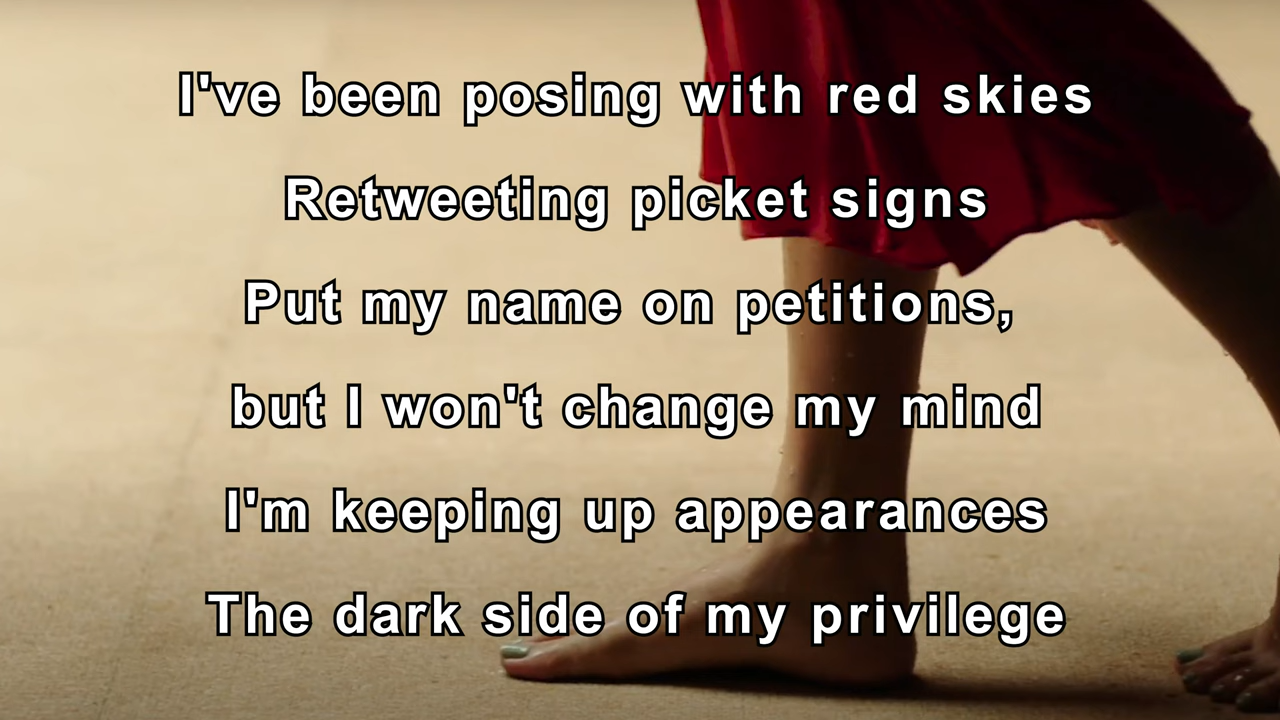 I've been posing with red skies
Retweeting picket signs
Put my name on petitions,
but I won't change my mind
I'm keeping up appearances
The dark side of my privilege